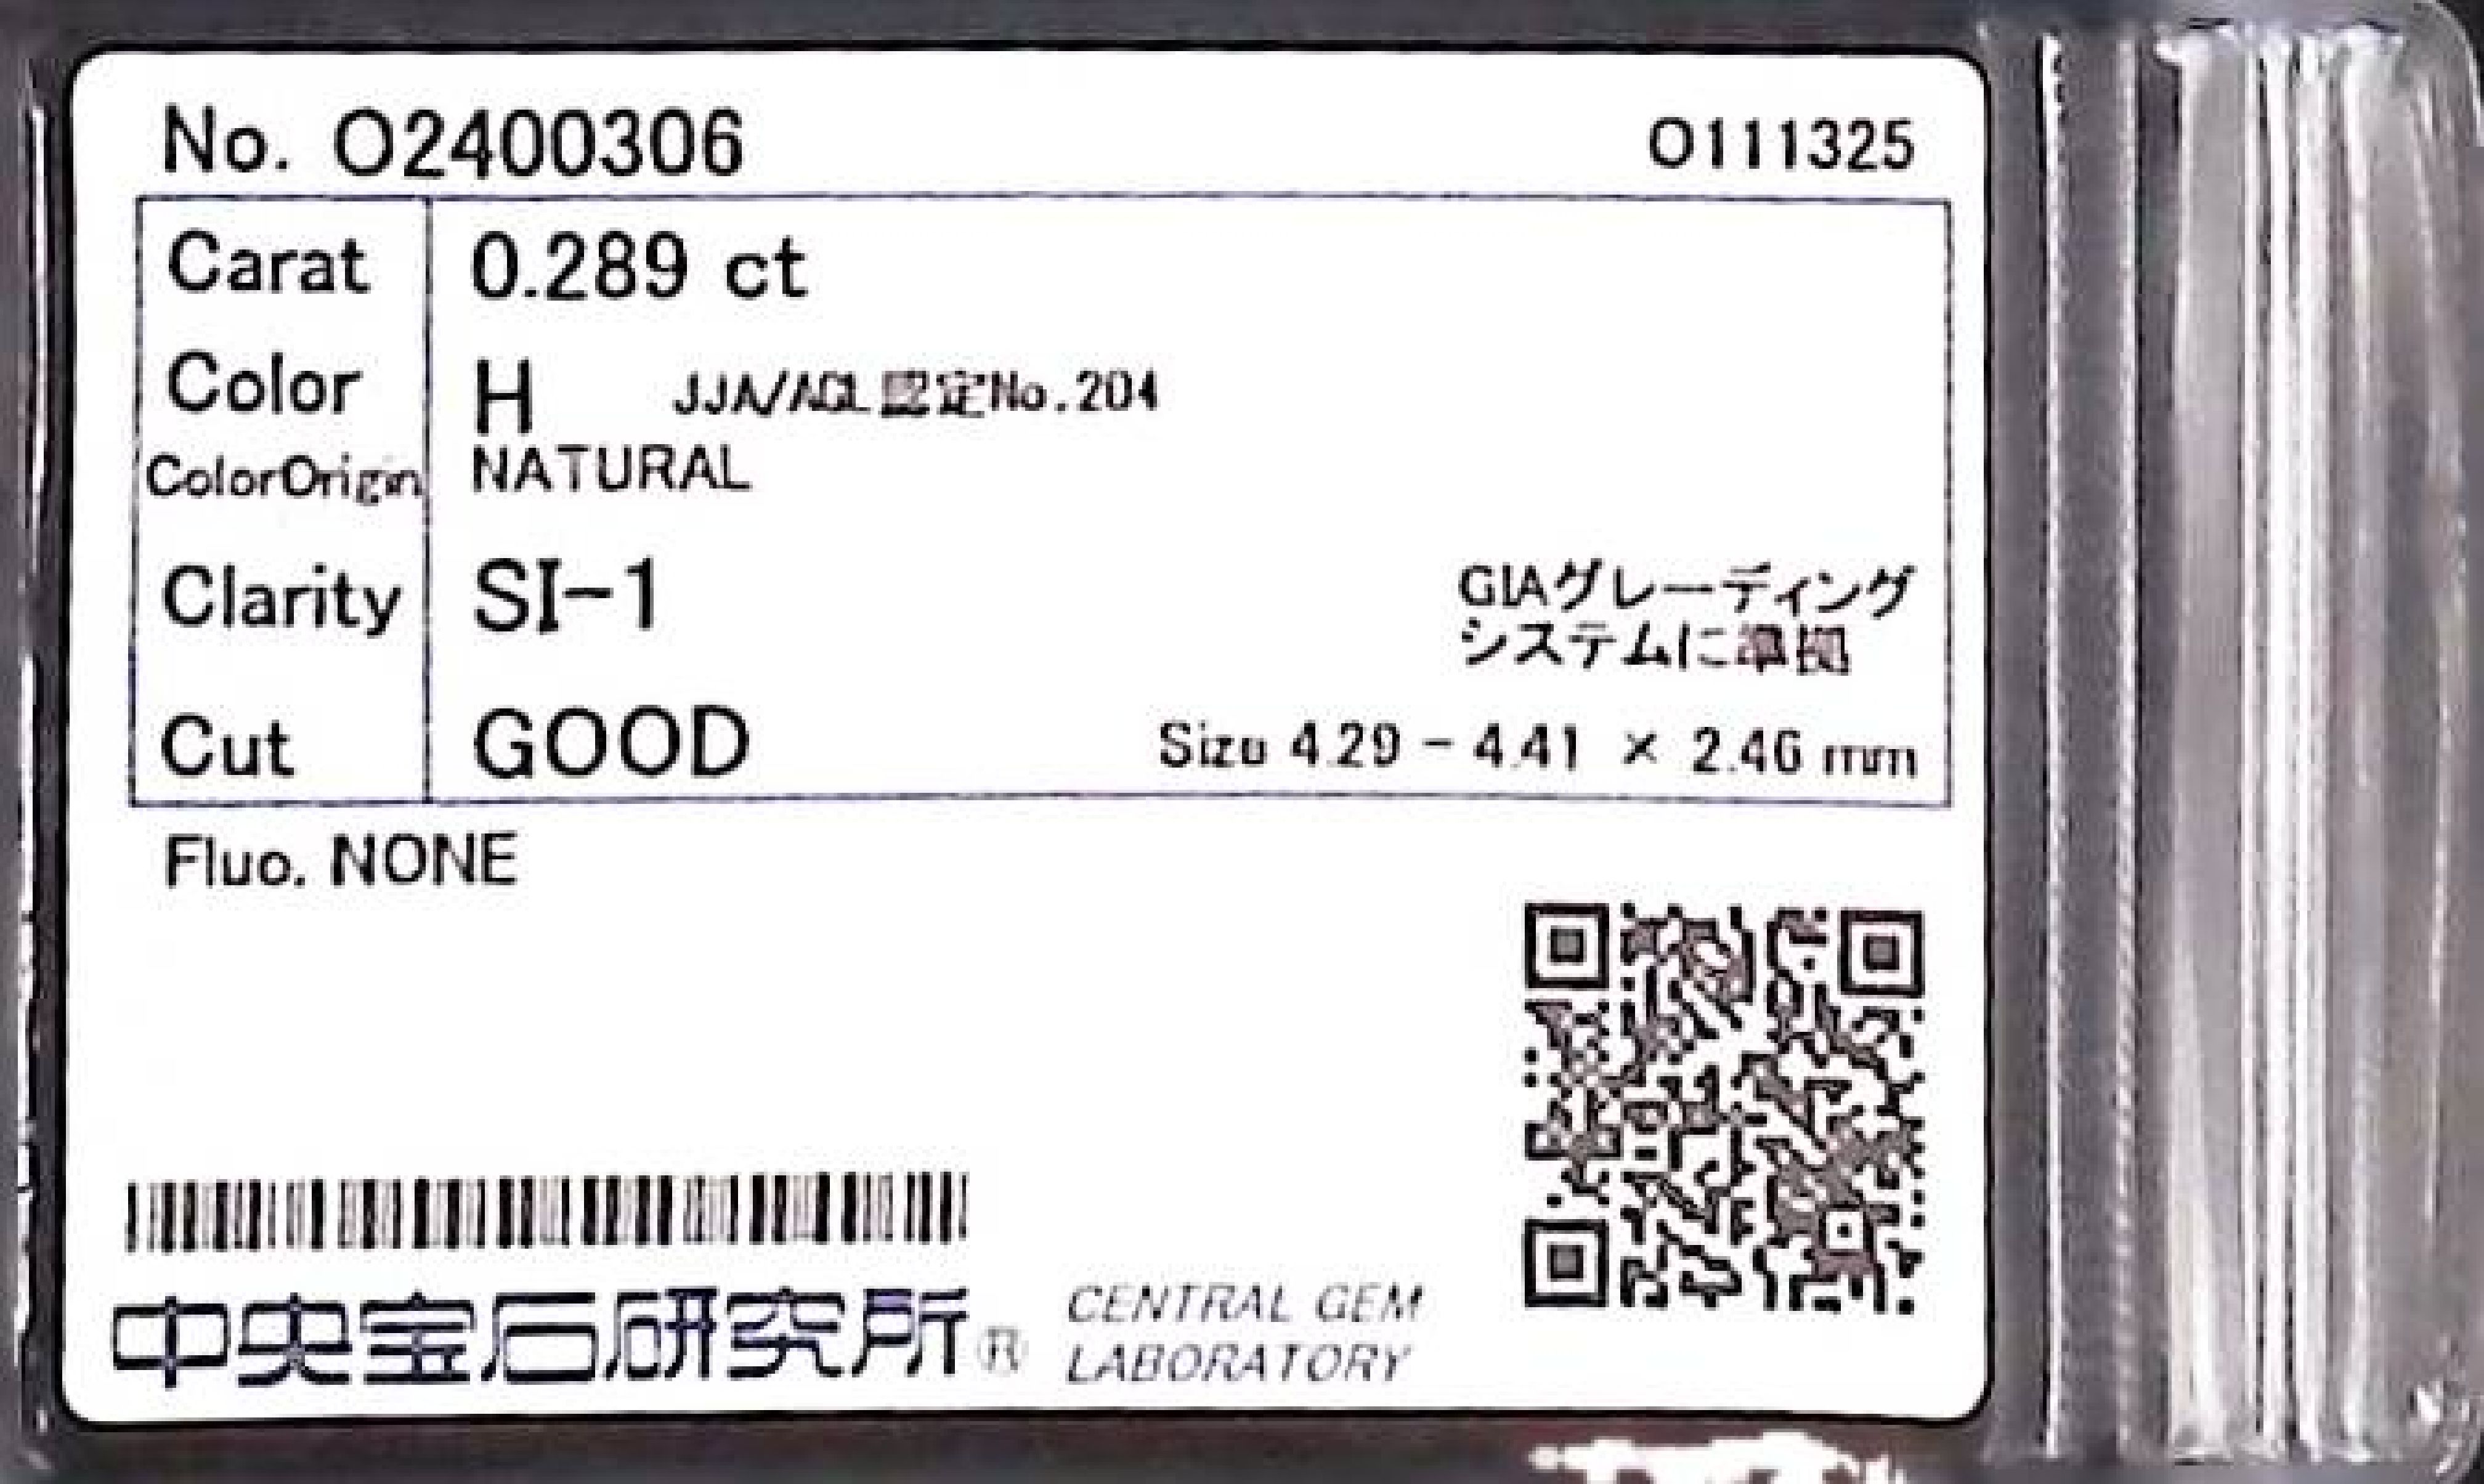 No. O2400306 O111325
Carat 0.289 ct
Color H JJA/AGL認定No.204
ColorOrigin NATURAL
Clarity SI-1
GIAグレーディング
システムに準拠
Cut GOOD Size 4.29 - 4.41 × 2.46 mm
Fluo. NONE
中央宝石研究所® CENTRAL GEM
LABORATORY